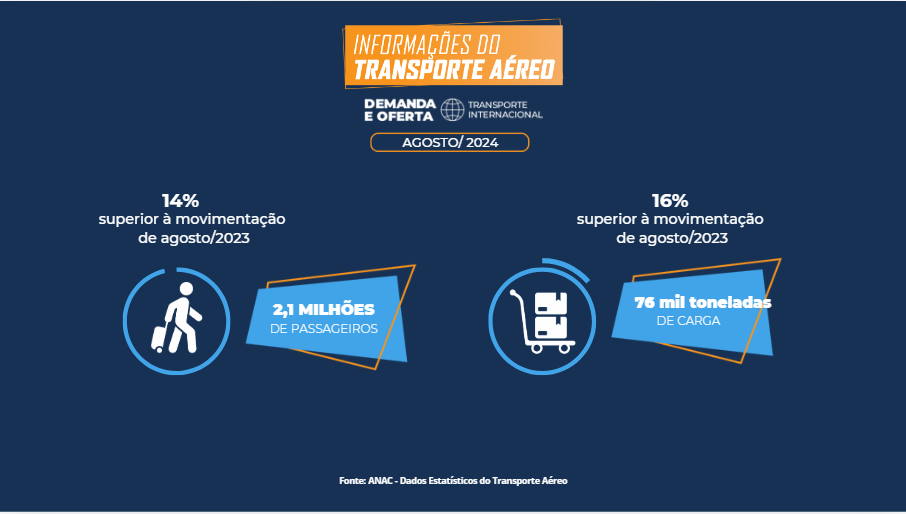 INFORMAÇÕES DO
TRANSPORTE AÉREO
DEMANDA
E OFERTA
TRANSPORTE
INTERNACIONAL
AGOSTO/ 2024
14%
superior à movimentação
de agosto/2023
2,1 MILHÕES
DE PASSAGEIROS
16%
superior à movimentação
de agosto/2023
76 mil toneladas
DE CARGA
Fonte: ANAC - Dados Estatísticos do Transporte Aéreo